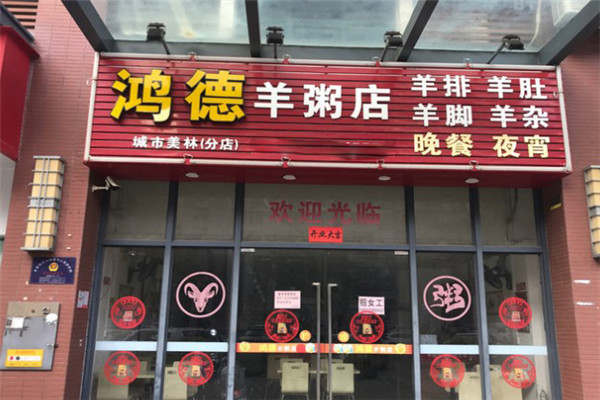 鸿德羊粥店
城市美林(分店)
羊排 羊肚
羊脚 羊杂
晚餐 夜宵
欢迎光临
开业大吉
招女工
粥